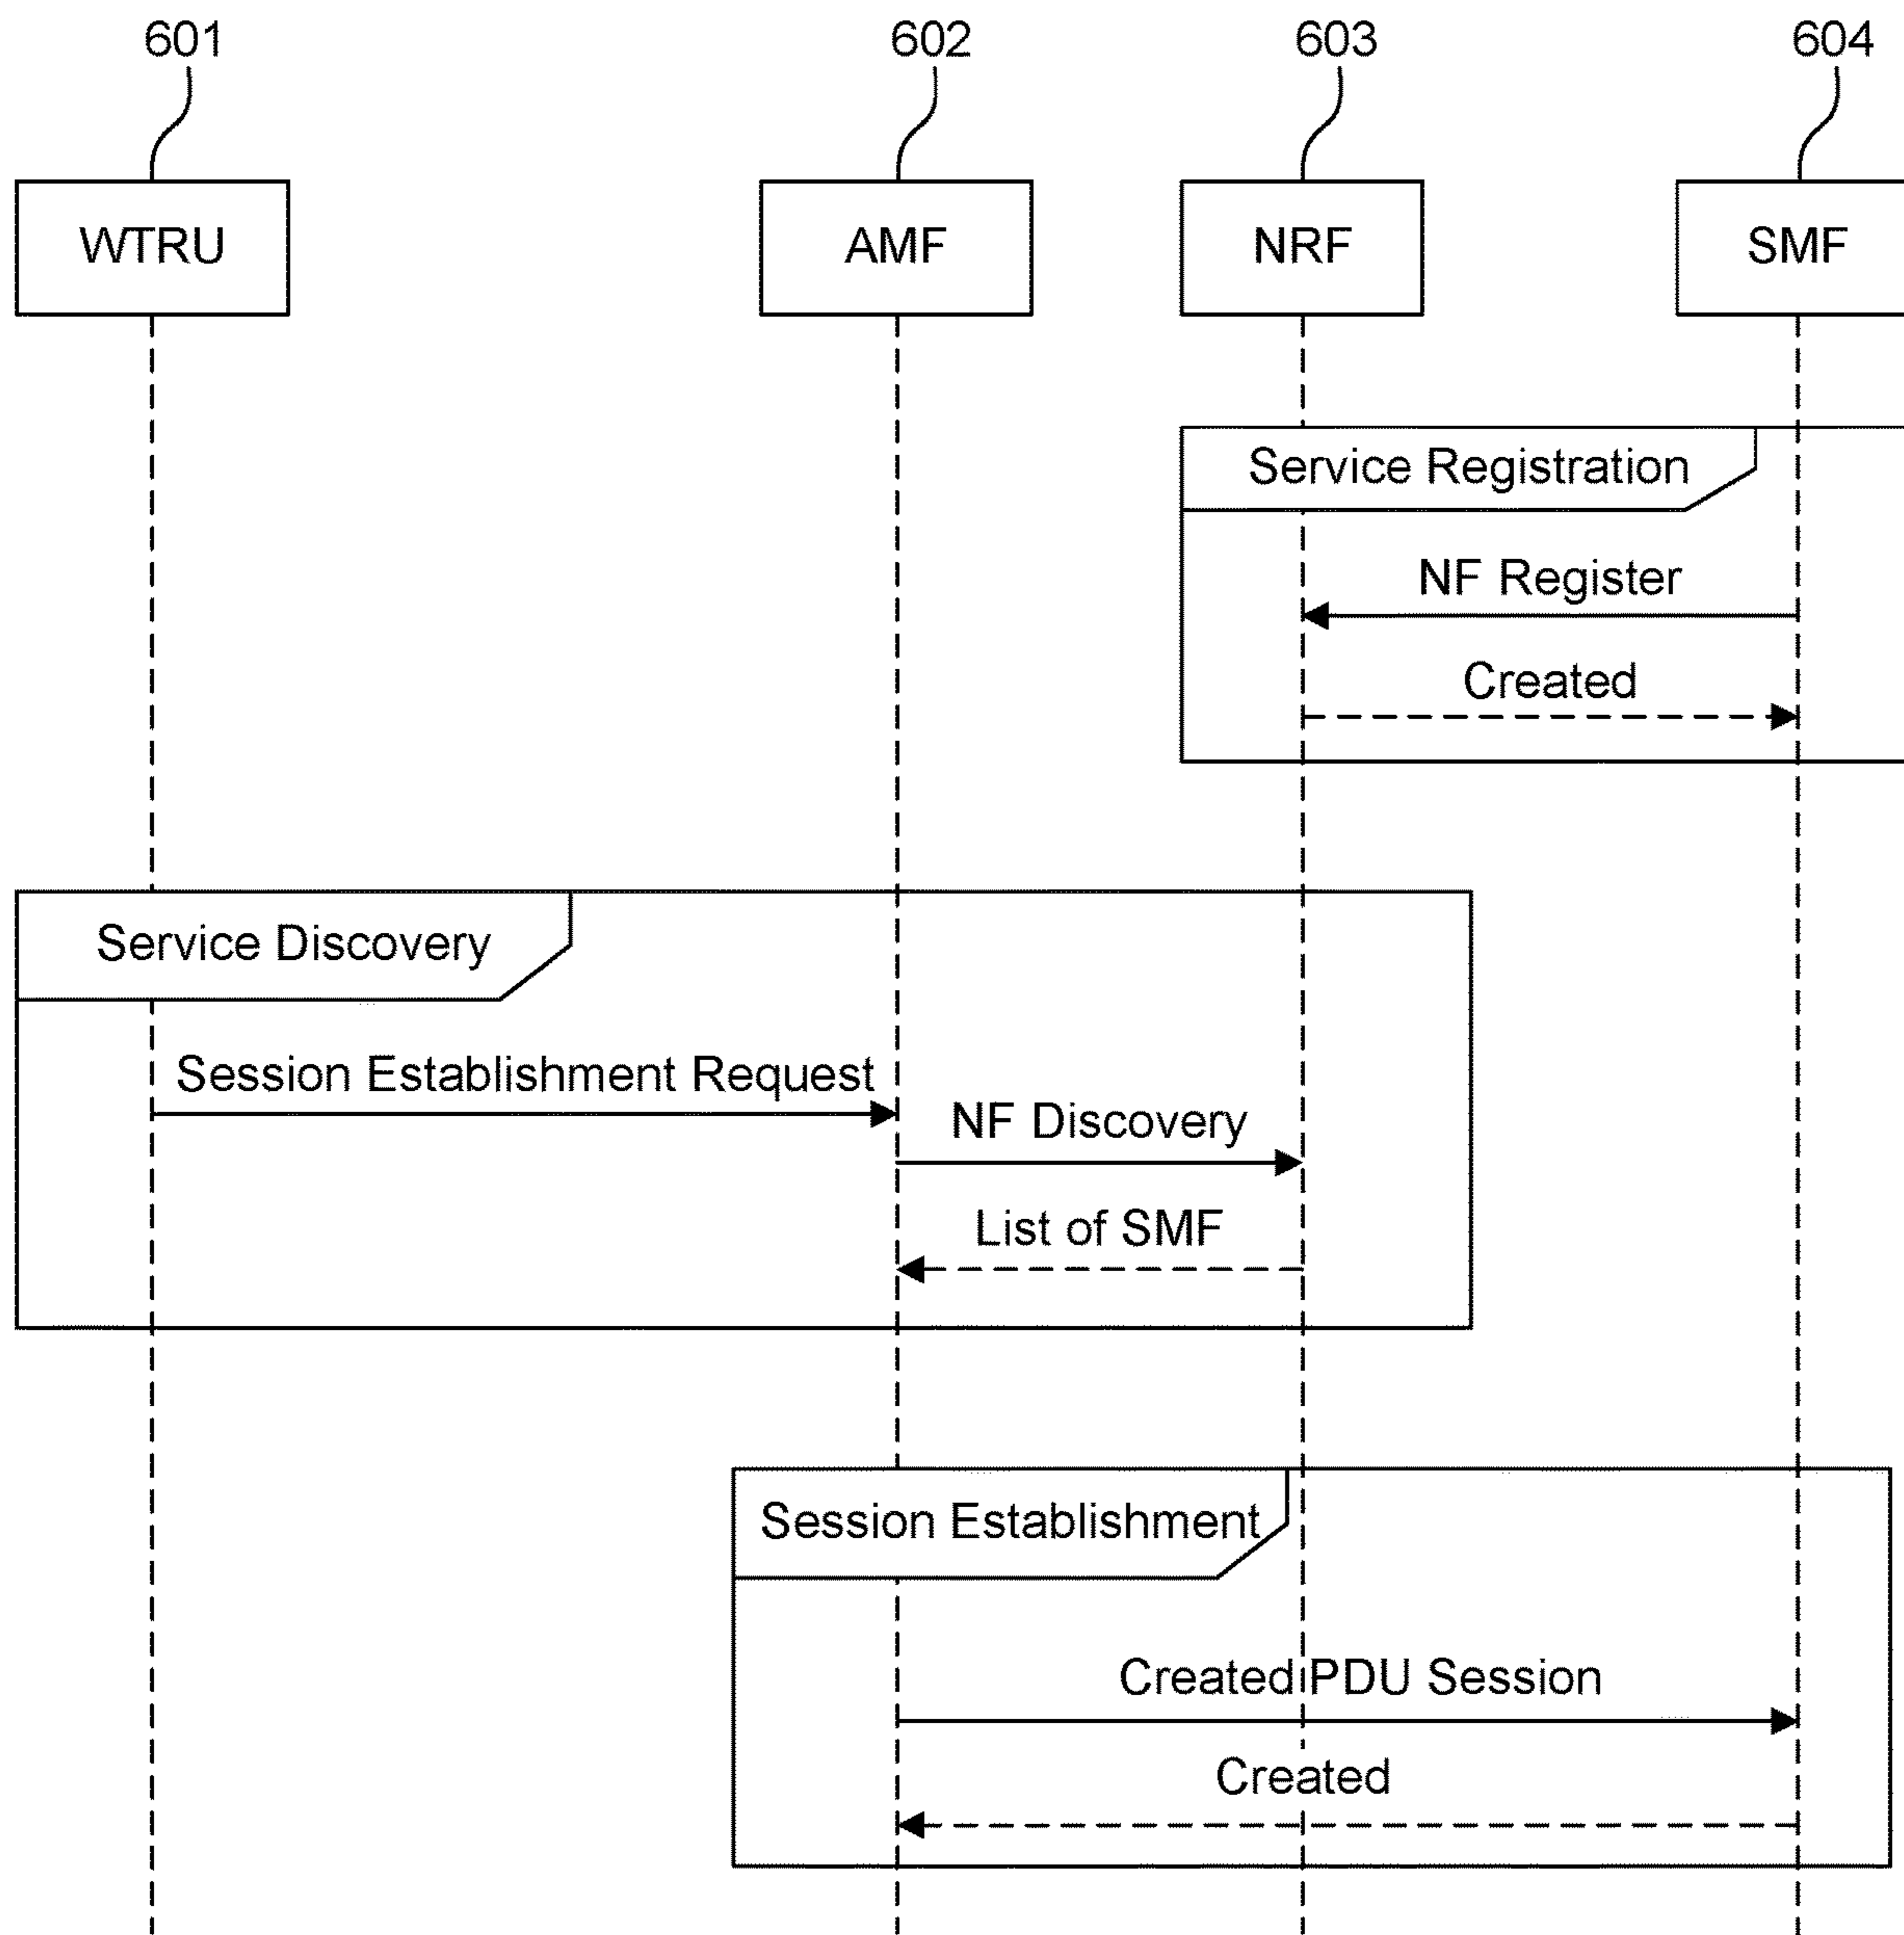 601
602
603
604
WTRU
AMF
NRF
SMF
Service Registration
NF Register
Created
Service Discovery
Session Establishment Request
NF Discovery
List of SMF
Session Establishment
Created PDU Session
Created